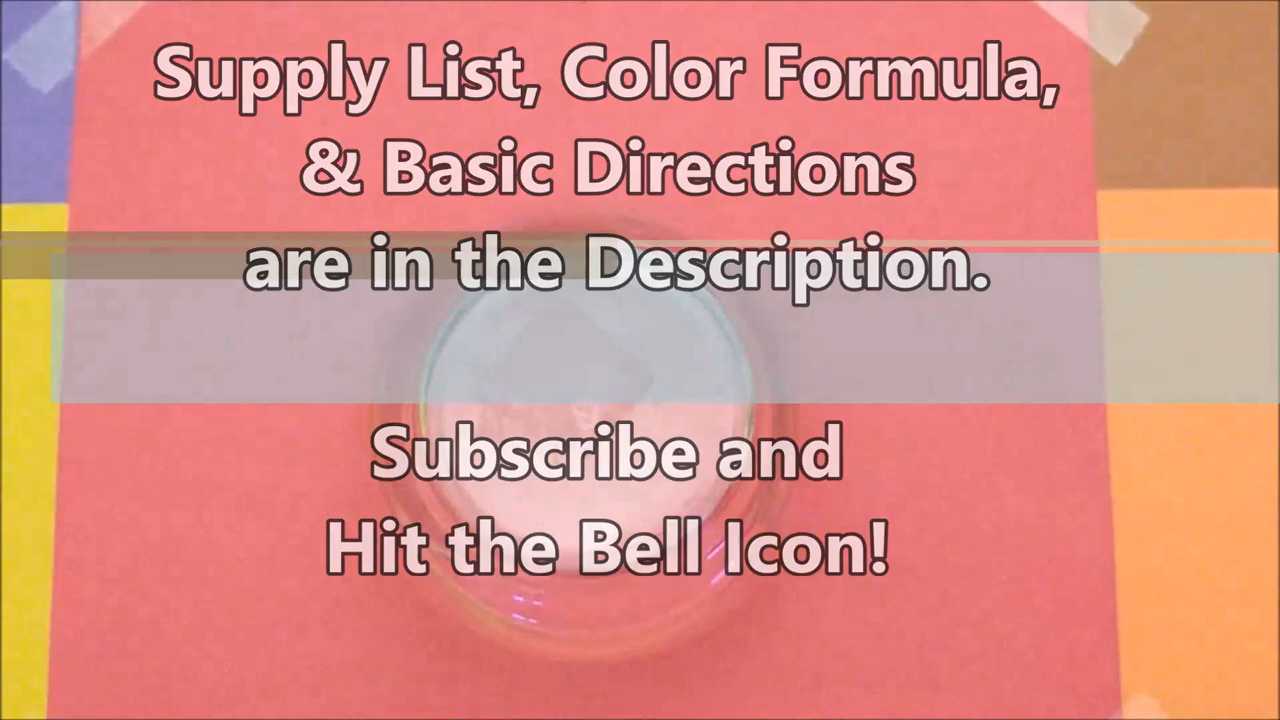 Supply List, Color Formula,
& Basic Directions
are in the Description.
Subscribe and
Hit the Bell Icon!